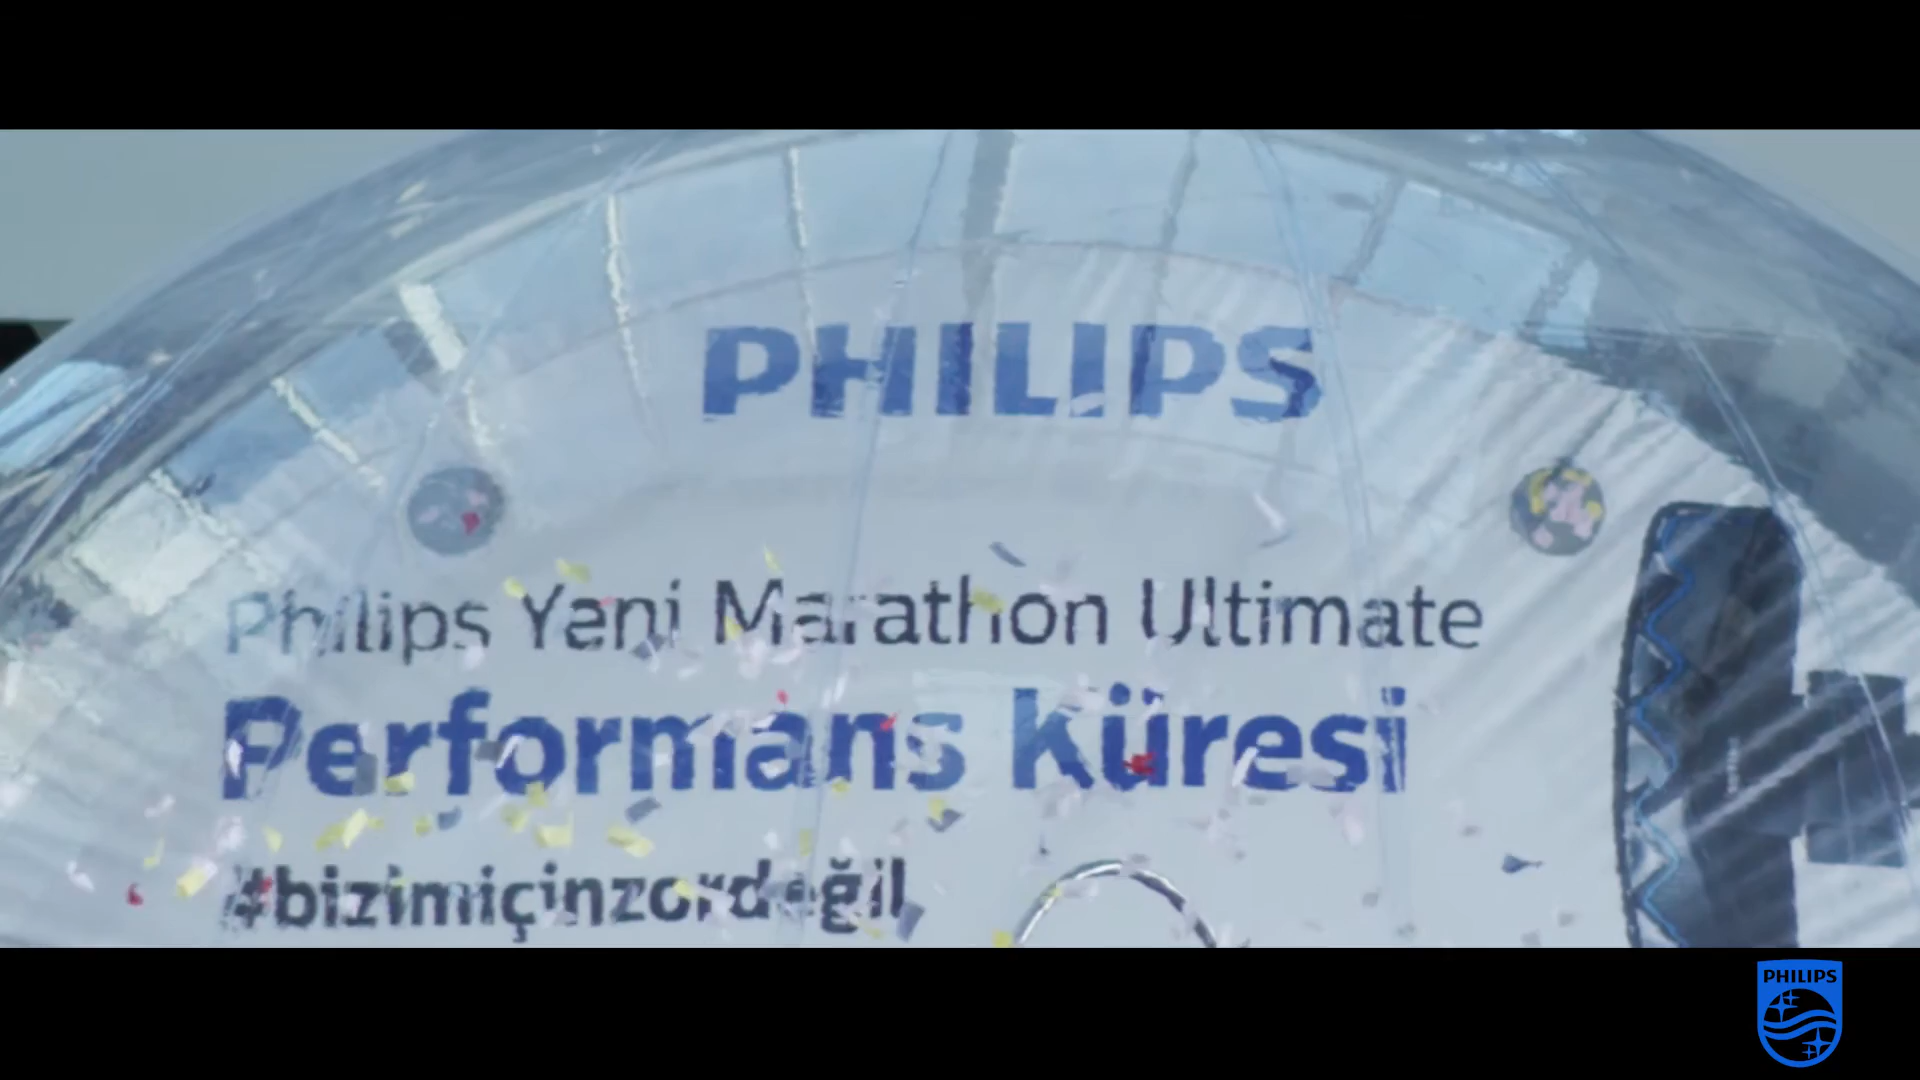 PHILIPS
Philips Yeni Marathon Ultimate
Performans Küresi
#bizimiçinzordeğil
PHILIPS